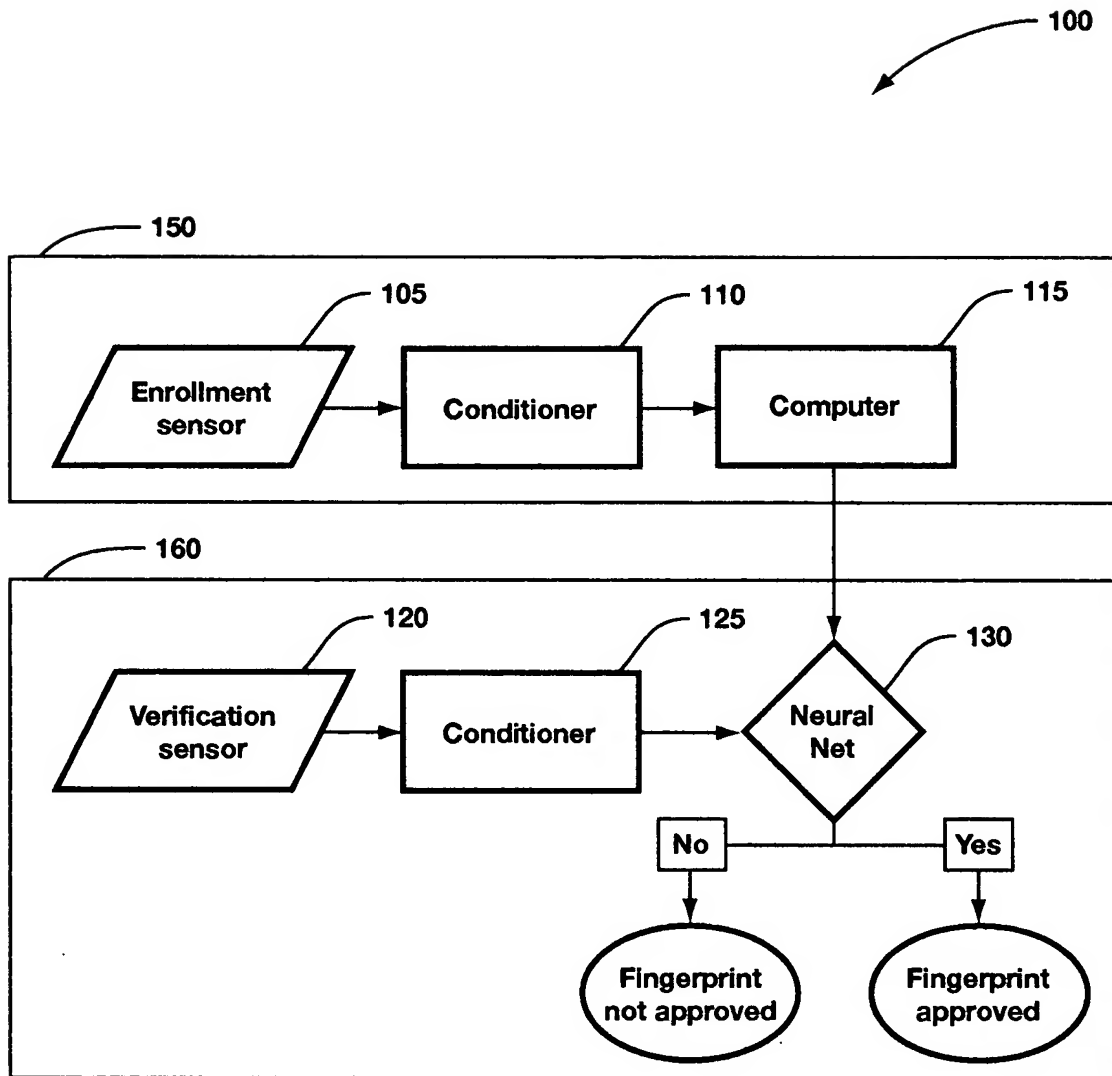 100
150
105
110
115
Enrollment
sensor
Conditioner
Computer
160
120
125
130
Verification
sensor
Conditioner
Neural
Net
No
Yes
Fingerprint
not approved
Fingerprint
approved